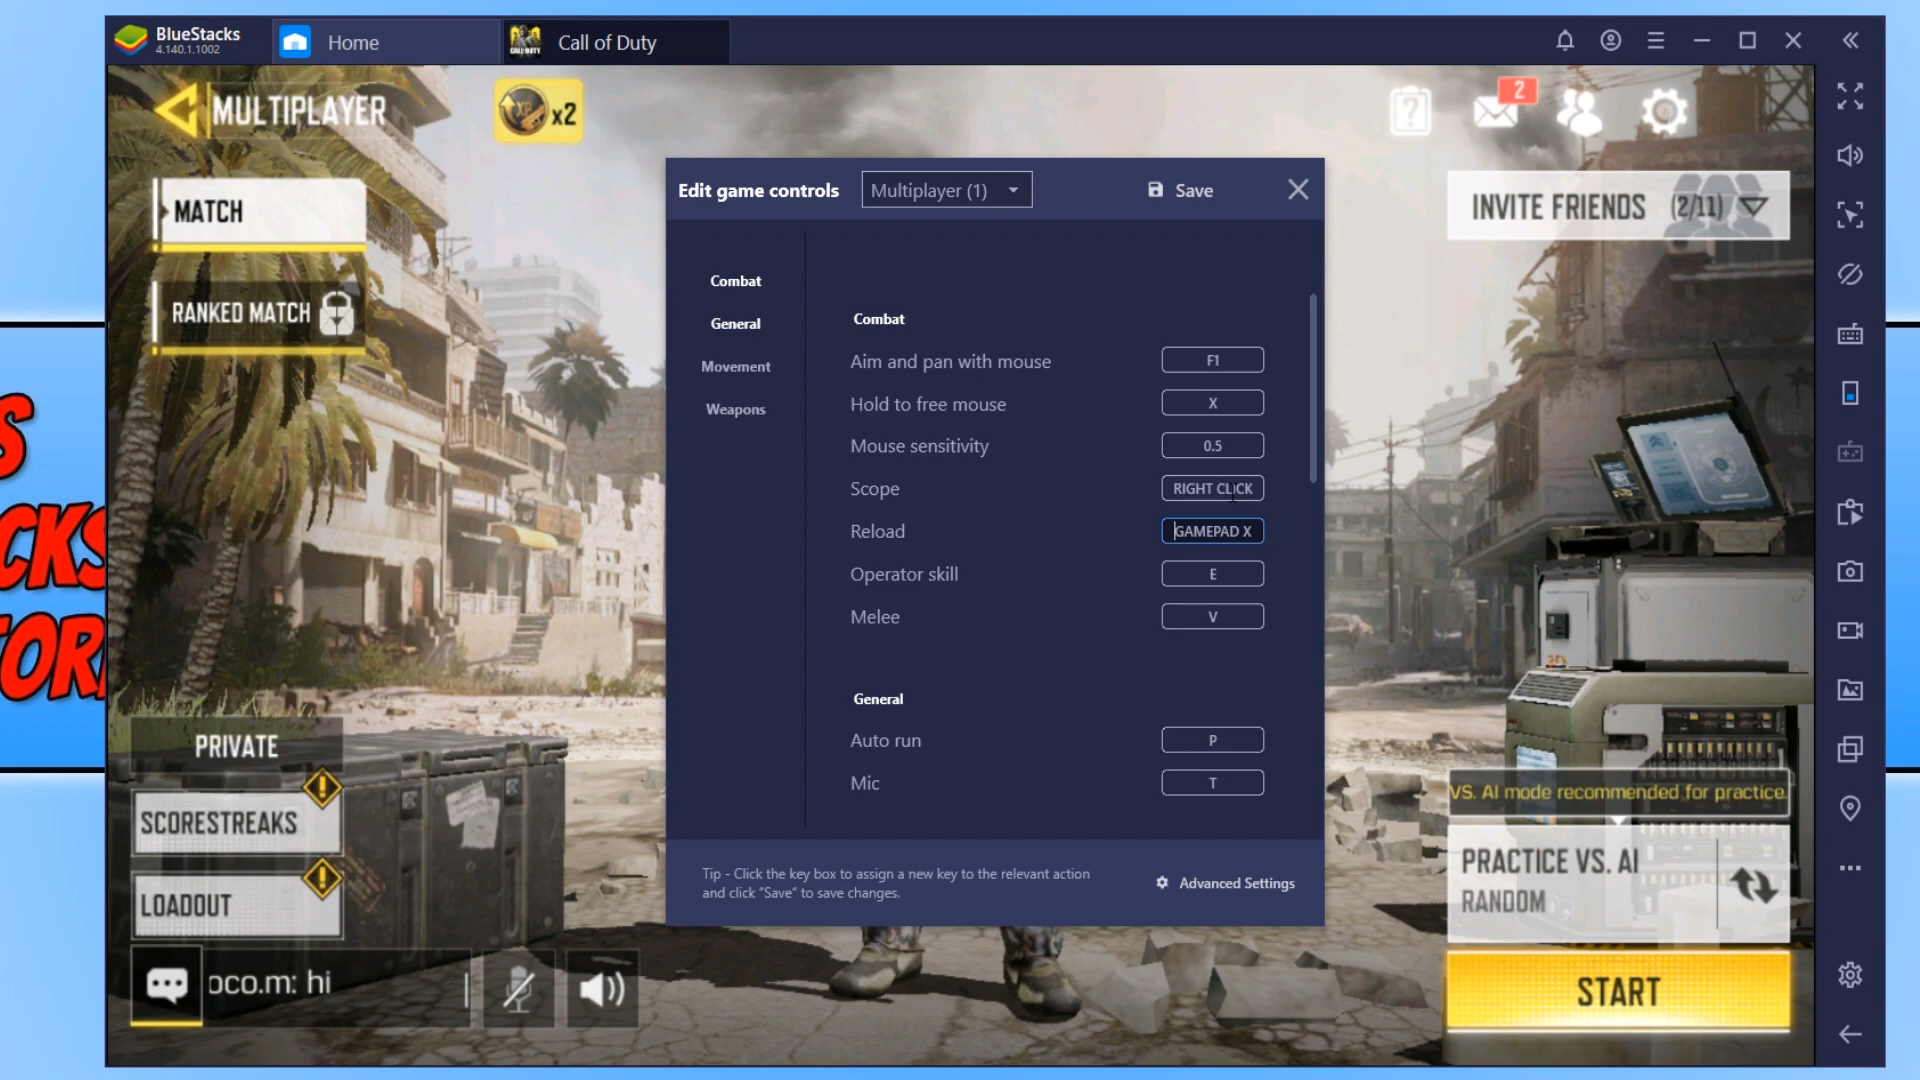 BlueStacks
4.140.1.1002
Home
Call of Duty
MULTIPLAYER
XP x2
2
MATCH
RANKED MATCH
INVITE FRIENDS (2/11)
Edit game controls
Multiplayer (1)
Save
Combat
General
Movement
Weapons
Combat
Aim and pan with mouse F1
Hold to free mouse X
Mouse sensitivity 0.5
Scope RIGHT CLICK
Reload GAMEPAD X
Operator skill E
Melee V
General
Auto run P
Mic T
Tip - Click the key box to assign a new key to the relevant action
and click “Save” to save changes.
Advanced Settings
PRIVATE
SCORESTREAKS
LOADOUT
oco.m: hi
VS. AI mode recommended for practice
PRACTICE VS. AI
RANDOM
START
S
CKS
TOR